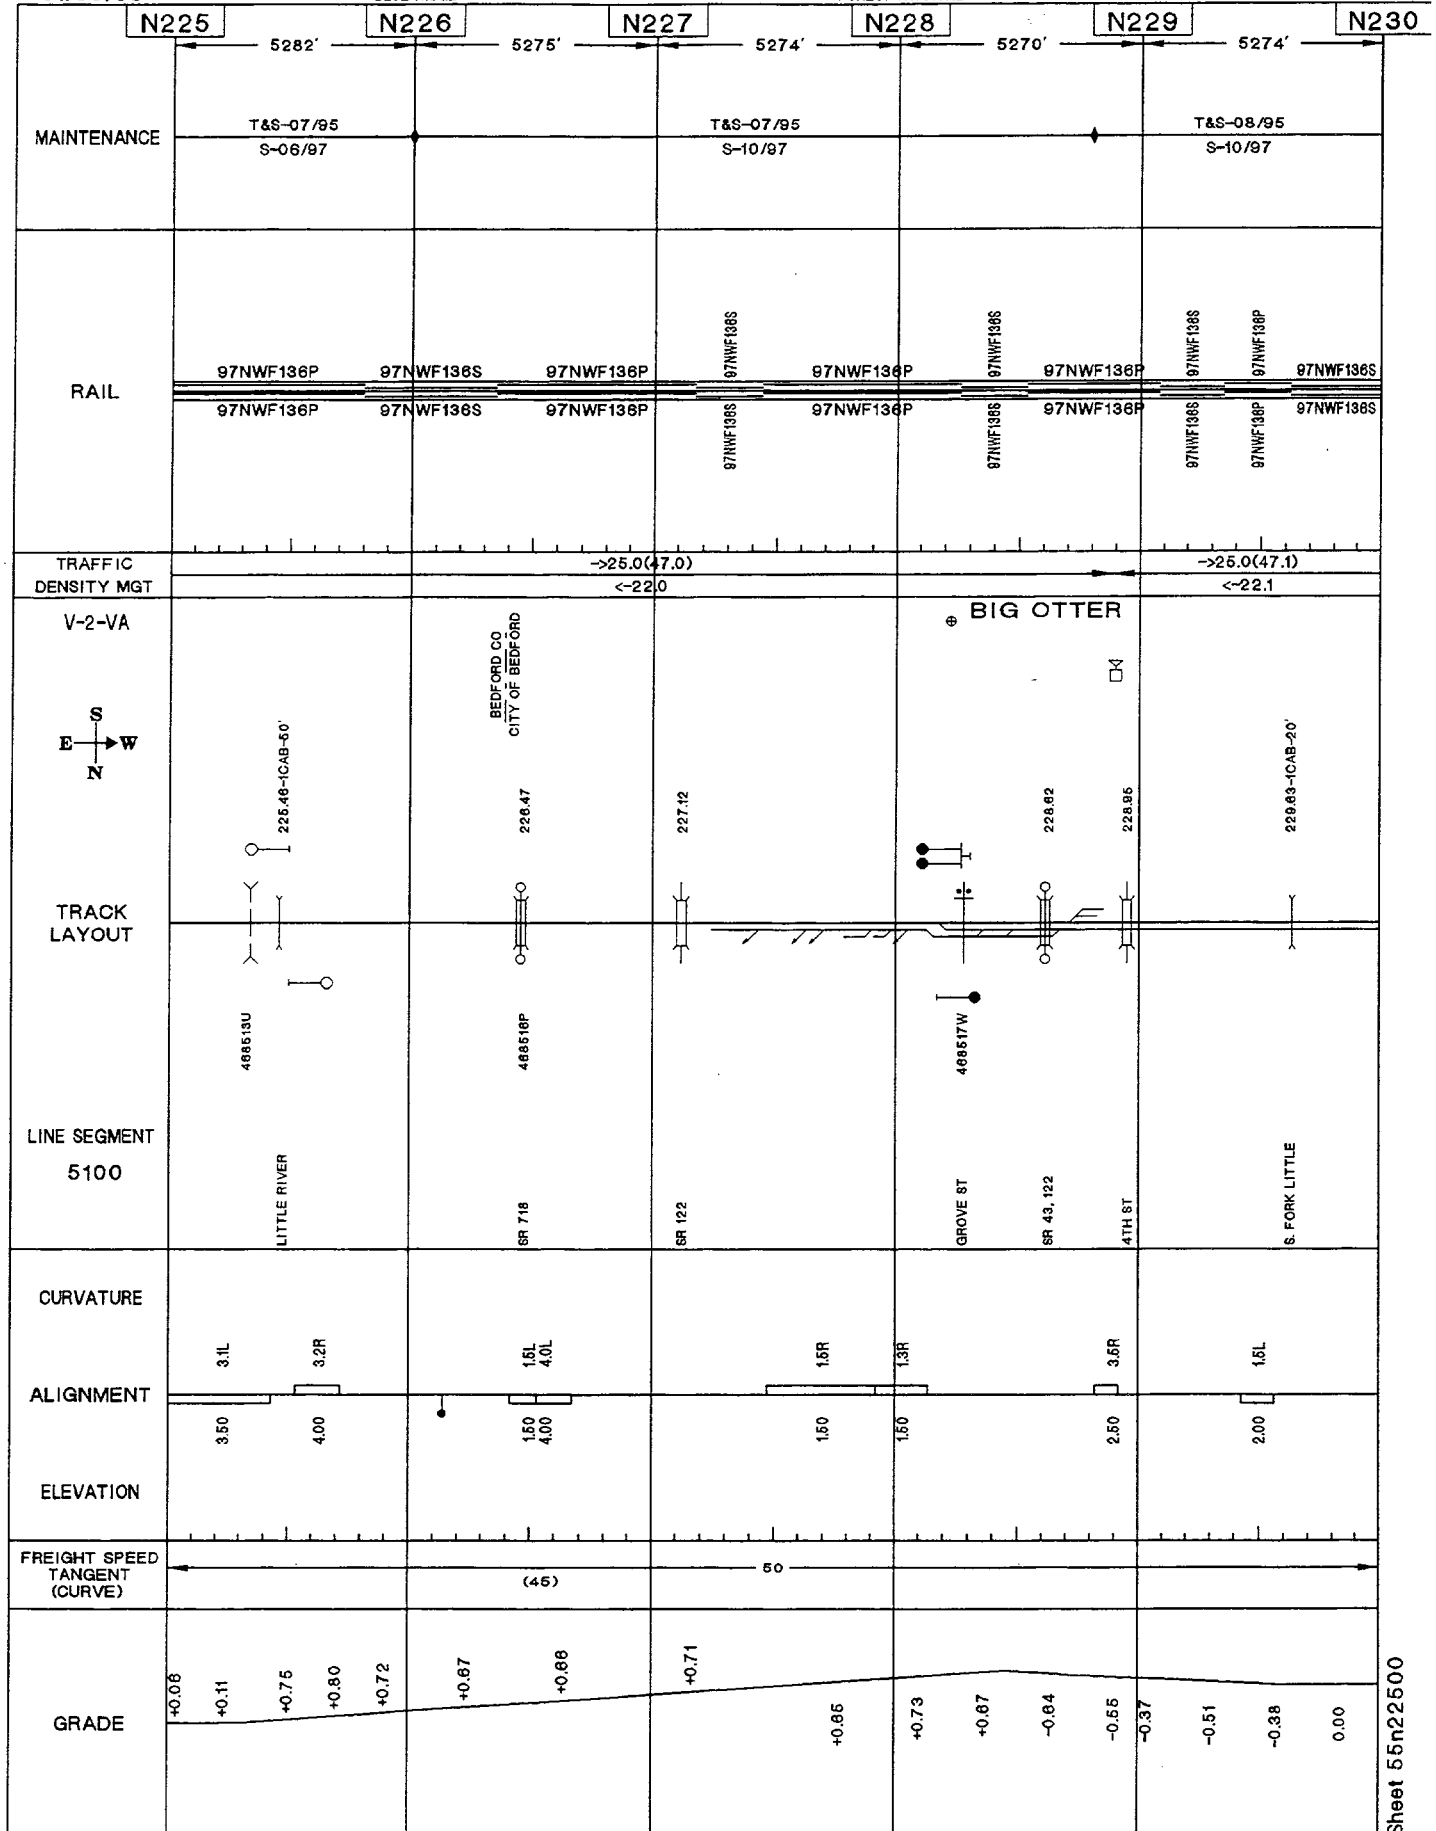 N225 N226 N227 N228 N229 N230
5282' 5275' 5274' 5270' 5274'
MAINTENANCE
T&S-07/95 T&S-07/95 T&S-08/95
S-06/97 S-10/97 S-10/97
97NWF136S 97NWF136S 97NWF136S 97NWF136P
97NWF136P 97NWF136S 97NWF136P 97NWF136P 97NWF136P 97NWF136S
RAIL
97NWF136P 97NWF136S 97NWF136P 97NWF136P 97NWF136P 97NWF136S
97NWF136S 97NWF136S 97NWF136S 97NWF136P
TRAFFIC
DENSITY MGT
->25.0(47.0) ->25.0(47.1)
<-22.0 <-22.1
V-2-VA
BEDFORD CO
CITY OF BEDFORD
BIG OTTER
S
E W
N
225.46-1CAB-50' 226.47 227.12 228.62 228.95 229.63-1CAB-20'
TRACK
LAYOUT
468513U 468516P 468517W
LINE SEGMENT
5100
LITTLE RIVER SR 718 SR 122 GROVE ST SR 43, 122 4TH ST S. FORK LITTLE
CURVATURE
3.1L 3.2R 1.5L 4.0L 1.5R 1.3R 3.5R 1.5L
ALIGNMENT
3.50 4.00 1.50 4.00 1.50 1.50 2.50 2.00
ELEVATION
FREIGHT SPEED
TANGENT
(CURVE)
50
(45)
GRADE
+0.06 +0.11 +0.75 +0.80 +0.72 +0.67 +0.66 +0.71
+0.65 +0.73 +0.67 -0.64 -0.55 -0.37 -0.51 -0.38 0.00
Sheet 55n22500